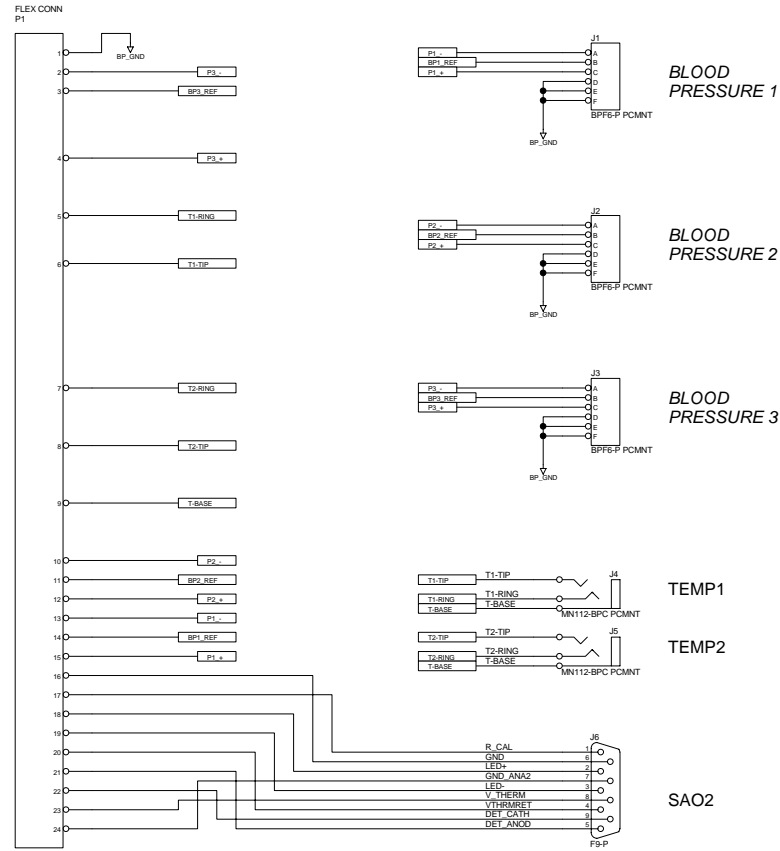 FLEX CONN
P1
1
BP_GND
2
P3_-
3
BP3_REF
4
P3_+
5
T1-RING
6
T1-TIP
7
T2-RING
8
T2-TIP
9
T-BASE
10
P2_-
11
BP2_REF
12
P2_+
13
P1_-
14
BP1_REF
15
P1_+
16
17
18
19
20
21
22
23
24
J1
P1_-
A
BP1_REF
B
P1_+
C
D
E
F
BPF6-P PCMNT
BP_GND
BLOOD
PRESSURE 1
J2
P2_-
A
BP2_REF
B
P2_+
C
D
E
F
BPF6-P PCMNT
BP_GND
BLOOD
PRESSURE 2
J3
P3_-
A
BP3_REF
B
P3_+
C
D
E
F
BPF6-P PCMNT
BP_GND
BLOOD
PRESSURE 3
T1-TIP T1-TIP J4
T1-RING T1-RING
T-BASE T-BASE
MN112-BPC PCMNT
TEMP1
T2-TIP T2-TIP J5
T2-RING T2-RING
T-BASE T-BASE
MN112-BPC PCMNT
TEMP2
J6
R_CAL 1
GND 6
LED+ 2
GND_ANA2 7
LED- 3
V_THERM 8
VTHRMRET 4
DET_CATH 9
DET_ANOD 5
F9-P
SAO2